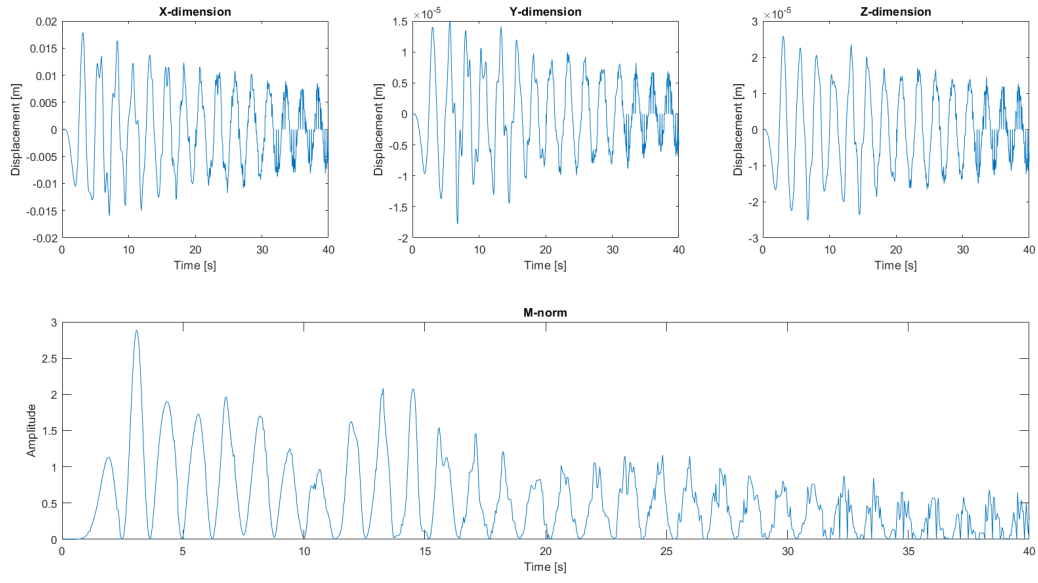 X-dimension
0.02
0.015
0.01
0.005
0
-0.005
-0.01
-0.015
-0.02
Displacement [m]
0 10 20 30 40
Time [s]
Y-dimension
×10⁻⁵
1.5
1
0.5
0
-0.5
-1
-1.5
-2
Displacement [m]
0 10 20 30 40
Time [s]
Z-dimension
×10⁻⁵
3
2
1
0
-1
-2
-3
Displacement [m]
0 10 20 30 40
Time [s]
M-norm
3
2.5
2
1.5
1
0.5
0
Amplitude
0 5 10 15 20 25 30 35 40
Time [s]